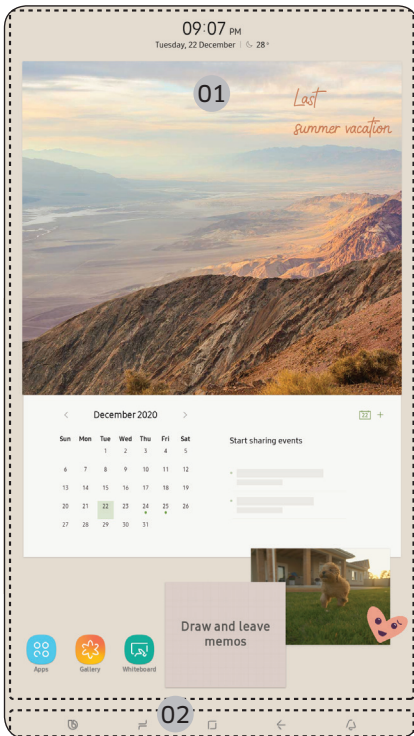 09:07 PM
Tuesday, 22 December | 28°
01
Last
summer vacation
< December 2020 >
22 +
Sun Mon Tue Wed Thu Fri Sat
1 2 3 4 5
6 7 8 9 10 11 12
13 14 15 16 17 18 19
20 21 22 23 24 25 26
27 28 29 30 31
Start sharing events
Draw and leave
memos
Apps
Gallery
Whiteboard
02